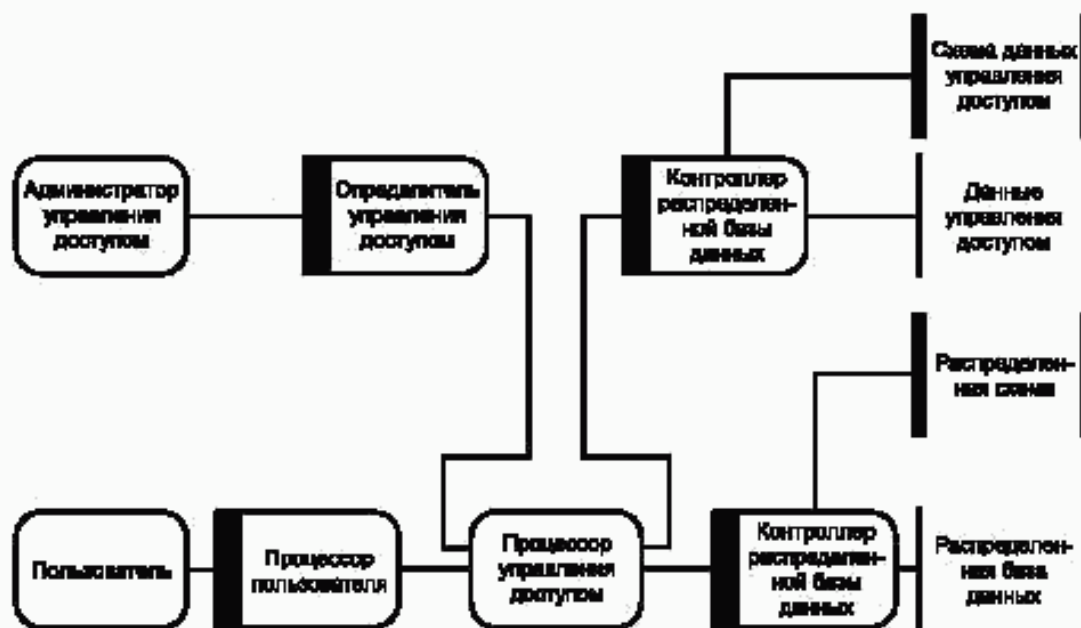 Схема данных
управления
доступом
Администратор
управления
доступом
Определитель
управления
доступом
Контроллер
распределен-
ной базы
данных
Данные
управления
доступом
Распределен-
ная схема
Пользователь
Процессор
пользователя
Процессор
управления
доступом
Контроллер
распределен-
ной базы
данных
Распределен-
ная база
данных